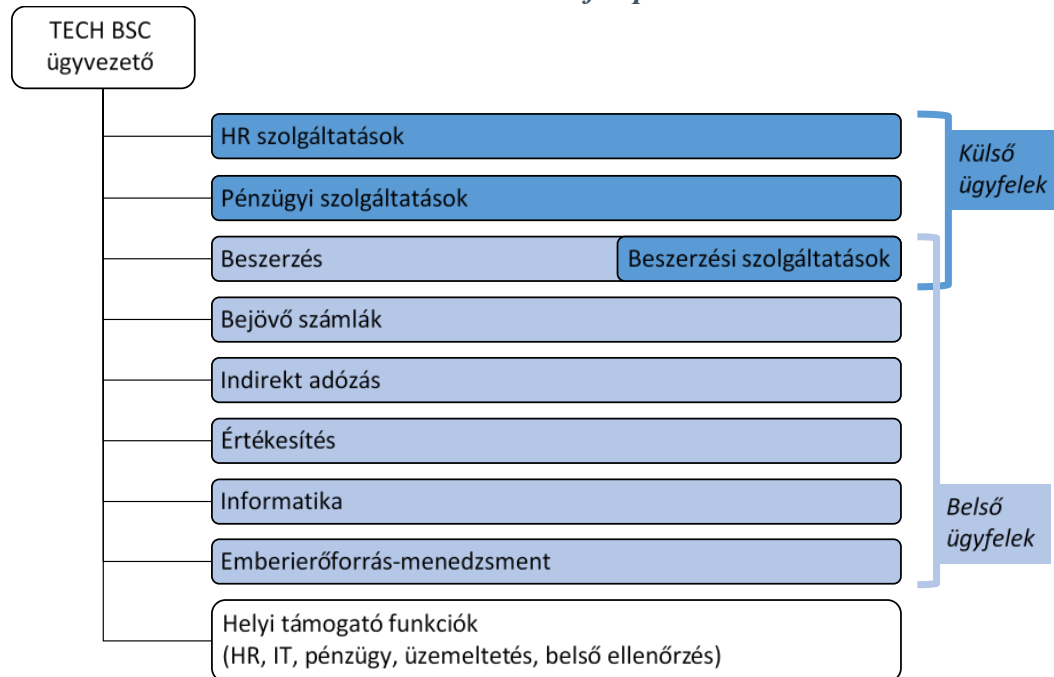 TECH BSC
ügyvezető
HR szolgáltatások
Külső
ügyfelek
Pénzügyi szolgáltatások
Beszerzés
Beszerzési szolgáltatások
Bejövő számlák
Indirekt adózás
Értékesítés
Informatika
Belső
ügyfelek
Emberierőforrás-menedzsment
Helyi támogató funkciók
(HR, IT, pénzügy, üzemeltetés, belső ellenőrzés)